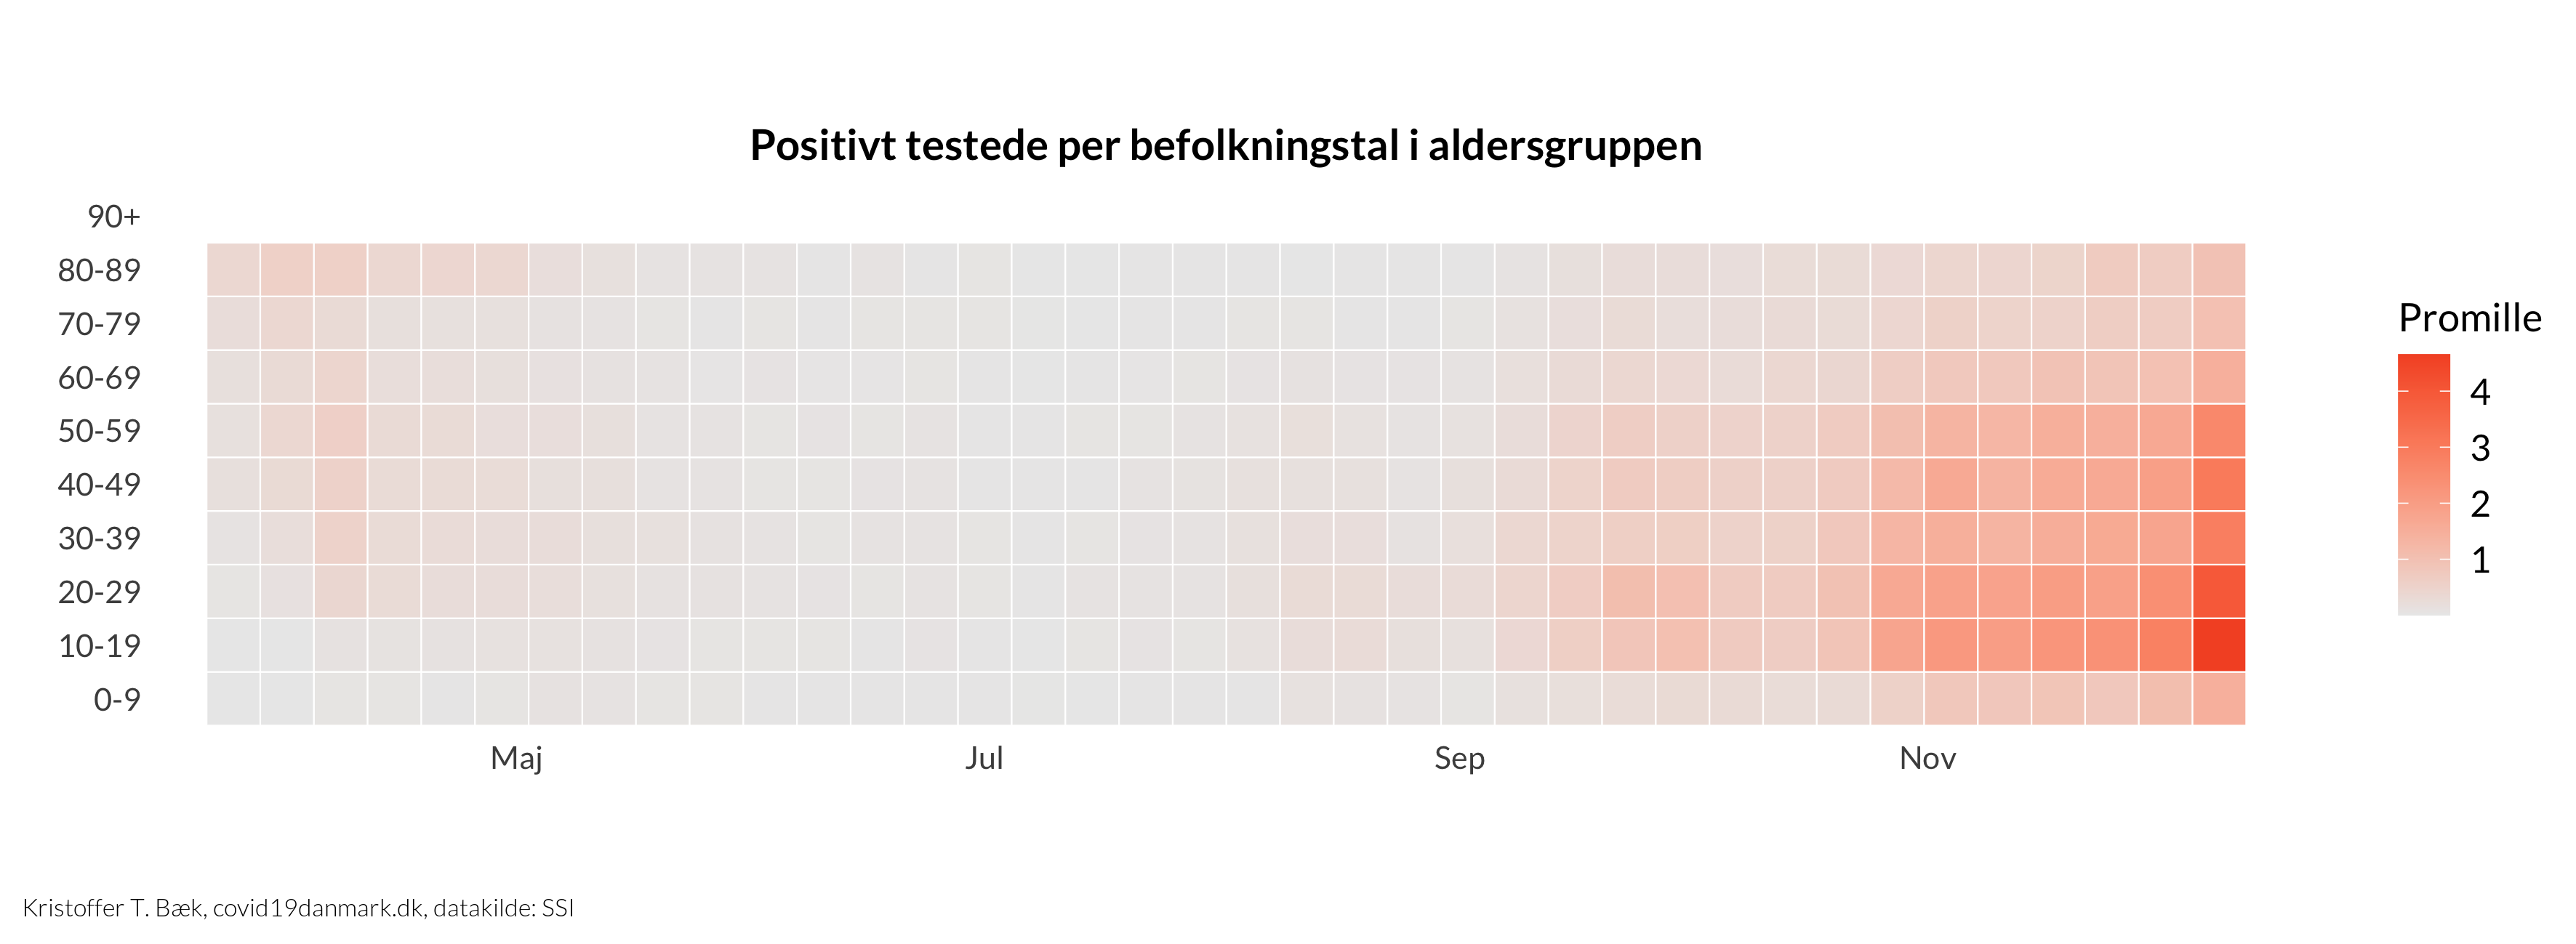 Positivt testede per befolkningstal i aldersgruppen
90+
80-89
70-79
60-69
50-59
40-49
30-39
20-29
10-19
0-9
Maj
Jul
Sep
Nov
Promille
4
3
2
1
Kristoffer T. Bæk, covid19danmark.dk, datakilde: SSI